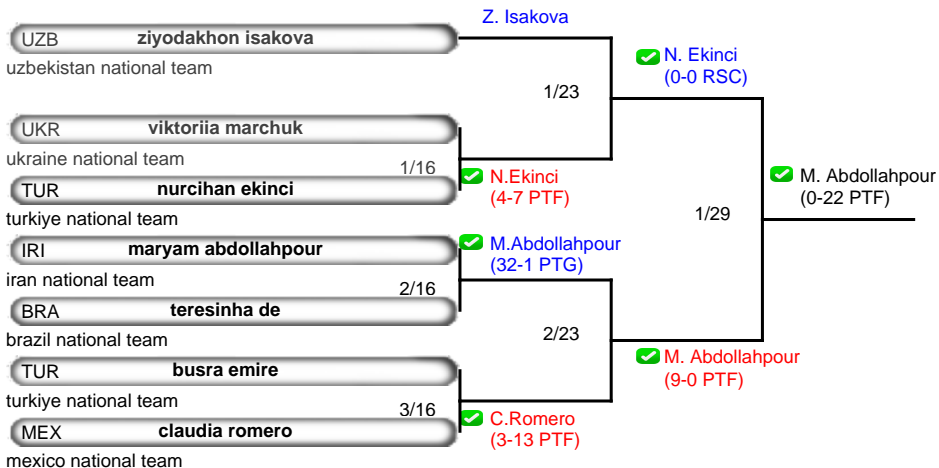 Z. Isakova
UZB ziyodakhon isakova
uzbekistan national team
N. Ekinci
(0-0 RSC)
1/23
UKR viktoriia marchuk
ukraine national team
1/16
N.Ekinci
(4-7 PTF)
TUR nurcihan ekinci
turkiye national team
M. Abdollahpour
(0-22 PTF)
1/29
IRI maryam abdollahpour
M.Abdollahpour
(32-1 PTG)
iran national team
2/16
BRA teresinha de
brazil national team
2/23
M. Abdollahpour
(9-0 PTF)
TUR busra emire
turkiye national team
3/16
C.Romero
(3-13 PTF)
MEX claudia romero
mexico national team